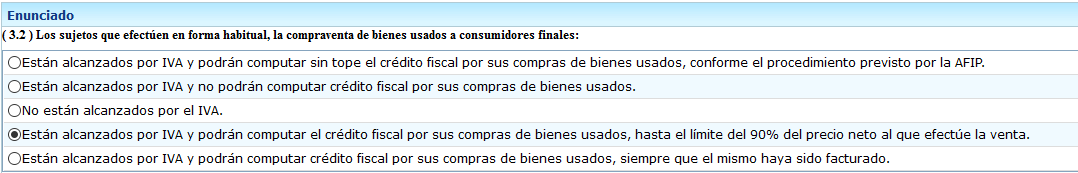 Enunciado
( 3.2 ) Los sujetos que efectúen en forma habitual, la compraventa de bienes usados a consumidores finales:
Están alcanzados por IVA y podrán computar sin tope el crédito fiscal por sus compras de bienes usados, conforme el procedimiento previsto por la AFIP.
Están alcanzados por IVA y no podrán computar crédito fiscal por sus compras de bienes usados.
No están alcanzados por el IVA.
Están alcanzados por IVA y podrán computar el crédito fiscal por sus compras de bienes usados, hasta el límite del 90% del precio neto al que efectúe la venta.
Están alcanzados por IVA y podrán computar crédito fiscal por sus compras de bienes usados, siempre que el mismo haya sido facturado.